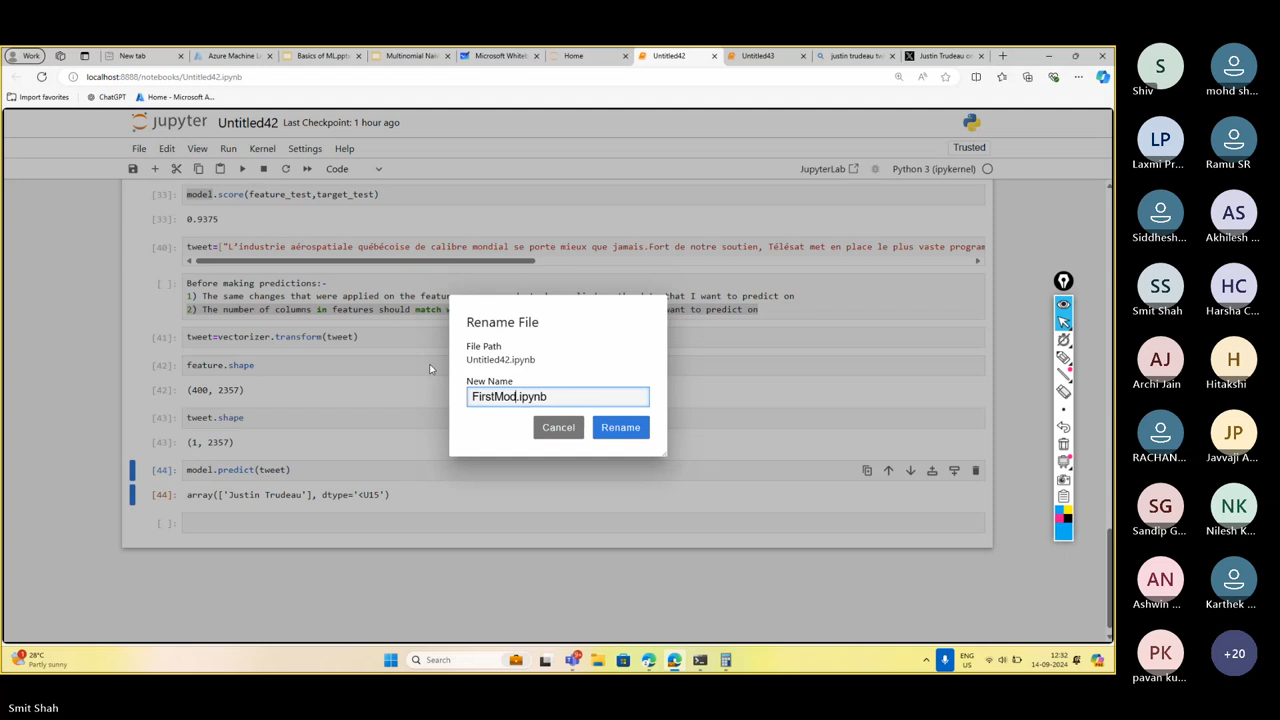 Work
New tab
Azure Machine L
Basics of ML.ppt
Multinomial Nai
Microsoft Whiteb
Home
Untitled42
Untitled43
justin trudeau tw
Justin Trudeau on
localhost:8888/notebooks/Untitled42.ipynb
Import favorites
ChatGPT
Home - Microsoft A...
jupyter Untitled42 Last Checkpoint: 1 hour ago
File Edit View Run Kernel Settings Help
Trusted
Code
JupyterLab
Python 3 (ipykernel)
[33]: model.score(feature_test,target_test)
[33]: 0.9375
[40]: tweet=["L'industrie aérospatiale québécoise de calibre mondial se porte mieux que jamais.Fort de notre soutien, Télésat met en place le plus vaste program
[ ]: Before making predictions:-
1) The same changes that were applied on the featu
that I want to predict on
2) The number of columns in features should match
want to predict on
[41]: tweet=vectorizer.transform(tweet)
[42]: feature.shape
[42]: (400, 2357)
[43]: tweet.shape
[43]: (1, 2357)
[44]: model.predict(tweet)
[44]: array(['Justin Trudeau'], dtype='<U15')
[ ]:
Rename File
File Path
Untitled42.ipynb
New Name
FirstMod.ipynb
Cancel
Rename
28°C
Partly sunny
Search
ENG
US
12:32
14-09-2024
S
Shiv
mohd sh...
LP
Laxmi Pr...
Ramu SR
Siddhesh...
AS
Akhilesh ...
SS
Smit Shah
HC
Harsha C...
AJ
Archi Jain
H
Hitakshi
RACHAN...
JP
Javvaji A...
SG
Sandip G...
NK
Nilesh K...
AN
Ashwin ...
Karthek ...
PK
pavan ku...
+20
Smit Shah